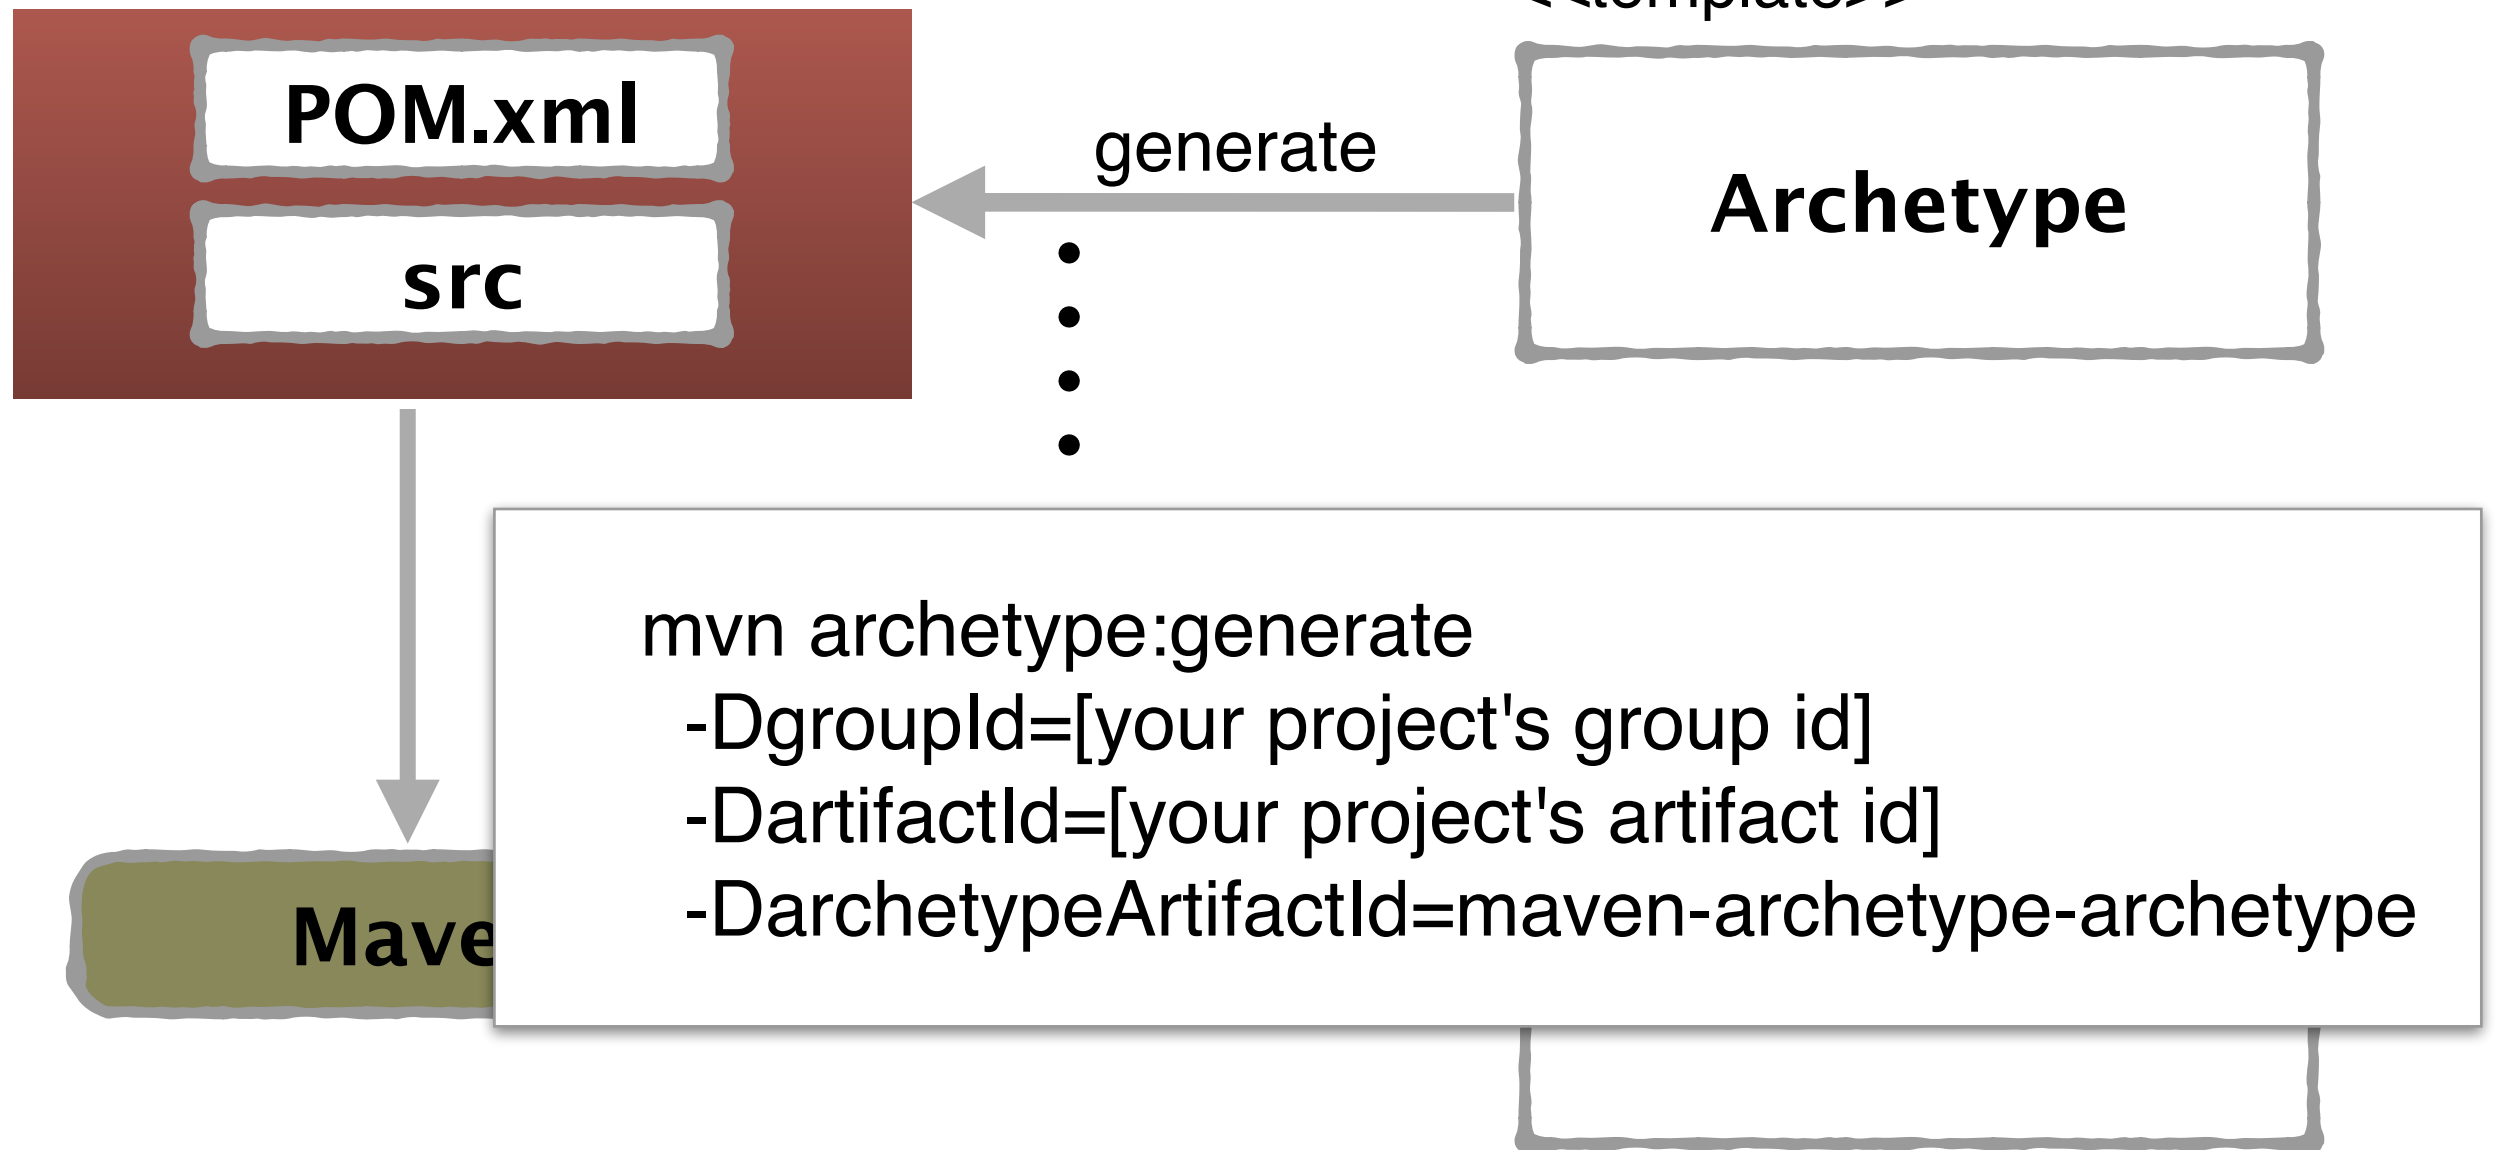 POM.xml
src
generate
Archetype
mvn archetype:generate
-DgroupId=[your project's group id]
-DartifactId=[your project's artifact id]
-DarchetypeArtifactId=maven-archetype-archetype
Mave